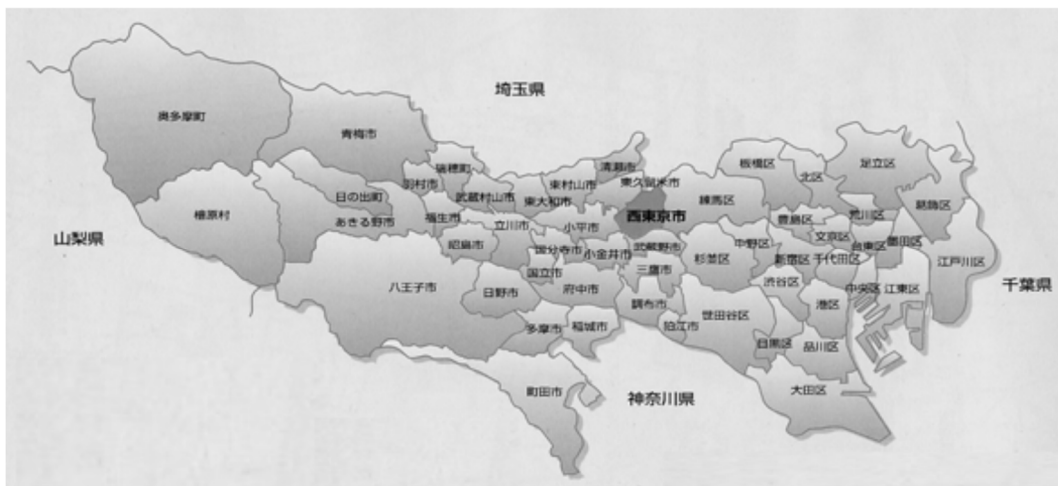 埼玉県
奥多摩町
青梅市
瑞穂町
羽村市
武蔵村山市
東大和市
東村山市
清瀬市
東久留米市
西東京市
練馬区
板橋区
北区
足立区
葛飾区
荒川区
豊島区
文京区
台東区
墨田区
江戸川区
日の出町
あきる野市
檜原村
福生市
立川市
小平市
昭島市
国分寺市
小金井市
武蔵野市
杉並区
中野区
新宿区
千代田区
山梨県
八王子市
日野市
国立市
府中市
三鷹市
調布市
狛江市
世田谷区
渋谷区
港区
中央区
江東区
千葉県
多摩市
稲城市
目黒区
品川区
町田市
神奈川県
大田区